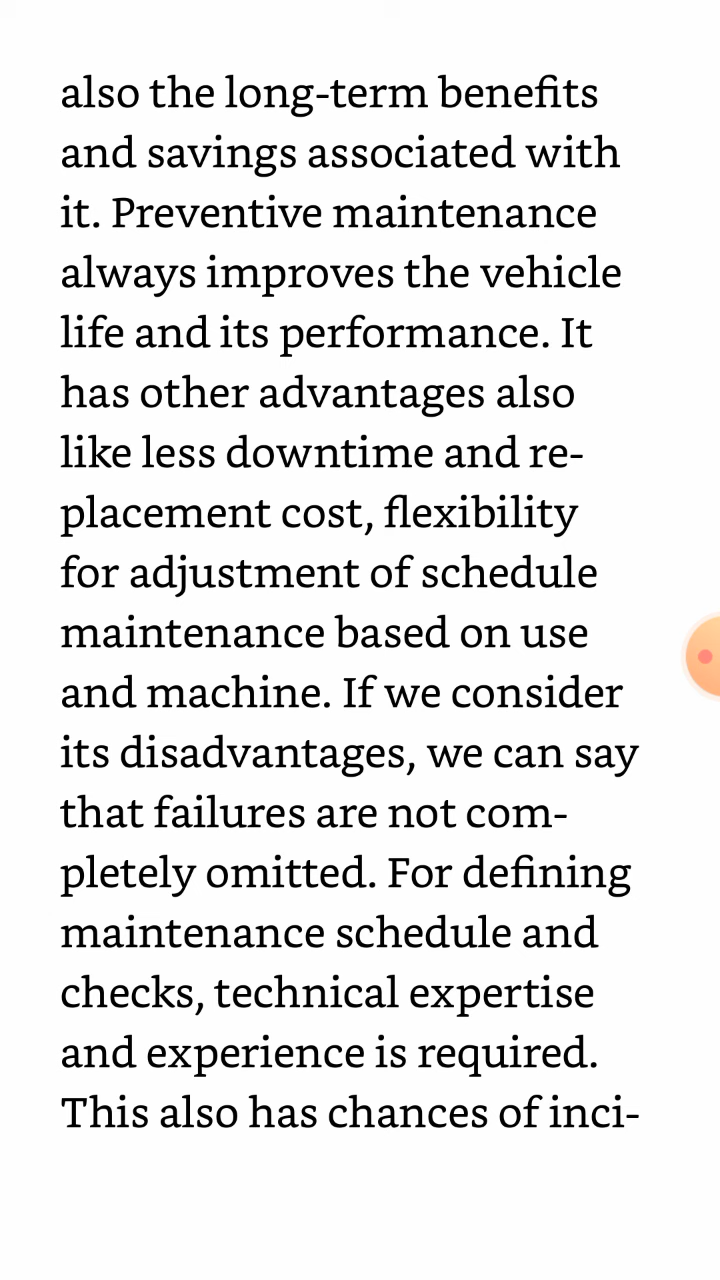 also the long-term benefits
and savings associated with
it. Preventive maintenance
always improves the vehicle
life and its performance. It
has other advantages also
like less downtime and re-
placement cost, flexibility
for adjustment of schedule
maintenance based on use
and machine. If we consider
its disadvantages, we can say
that failures are not com-
pletely omitted. For defining
maintenance schedule and
checks, technical expertise
and experience is required.
This also has chances of inci-